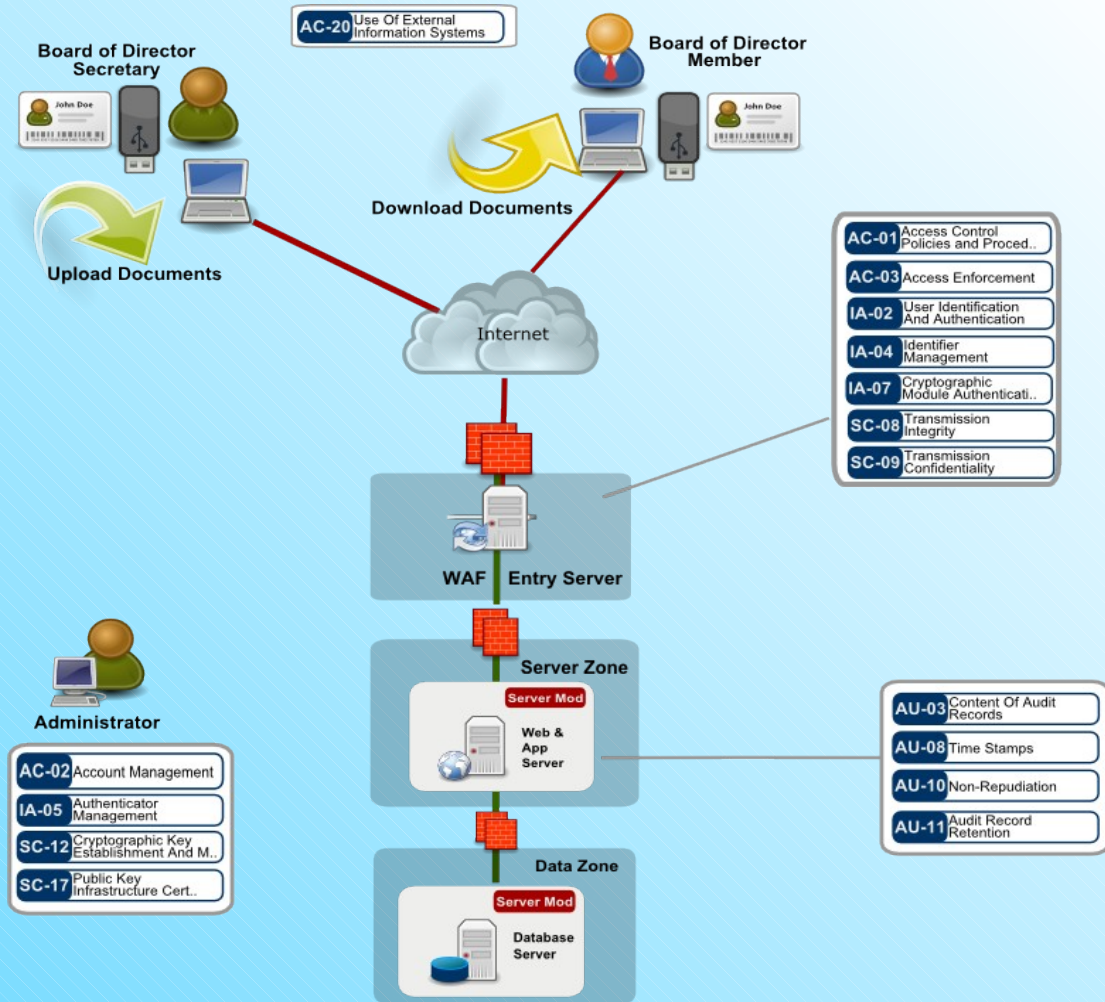 AC-20
Use Of External
Information Systems
Board of Director
Secretary
John Doe
Upload Documents
Board of Director
Member
John Doe
Download Documents
Internet
AC-01
Access Control
Policies and Proced..
AC-03
Access Enforcement
IA-02
User Identification
And Authentication
IA-04
Identifier
Management
IA-07
Cryptographic
Module Authenticati..
SC-08
Transmission
Integrity
SC-09
Transmission
Confidentiality
WAF
Entry Server
Server Zone
Server Mod
Web &
App
Server
Administrator
AC-02
Account Management
IA-05
Authenticator
Management
SC-12
Cryptographic Key
Establishment And M..
SC-17
Public Key
Infrastructure Cert..
AU-03
Content Of Audit
Records
AU-08
Time Stamps
AU-10
Non-Repudiation
AU-11
Audit Record
Retention
Data Zone
Server Mod
Database
Server